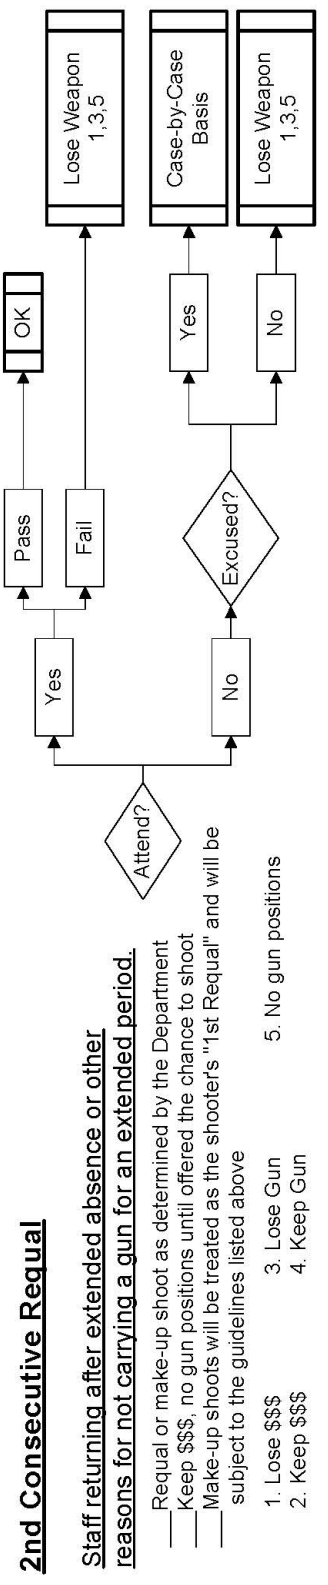 2nd Consecutive Requal
Attend?
Yes
Pass
OK
Fail
Lose Weapon
1,3,5
No
Excused?
Yes
Case-by-Case
Basis
No
Lose Weapon
1,3,5
Staff returning after extended absence or other
reasons for not carrying a gun for an extended period.
Requal or make-up shoot as determined by the Department
Keep $$$, no gun positions until offered the chance to shoot
Make-up shoots will be treated as the shooter's "1st Requal" and will be
subject to the guidelines listed above
1. Lose $$$ 3. Lose Gun 5. No gun positions
2. Keep $$$ 4. Keep Gun